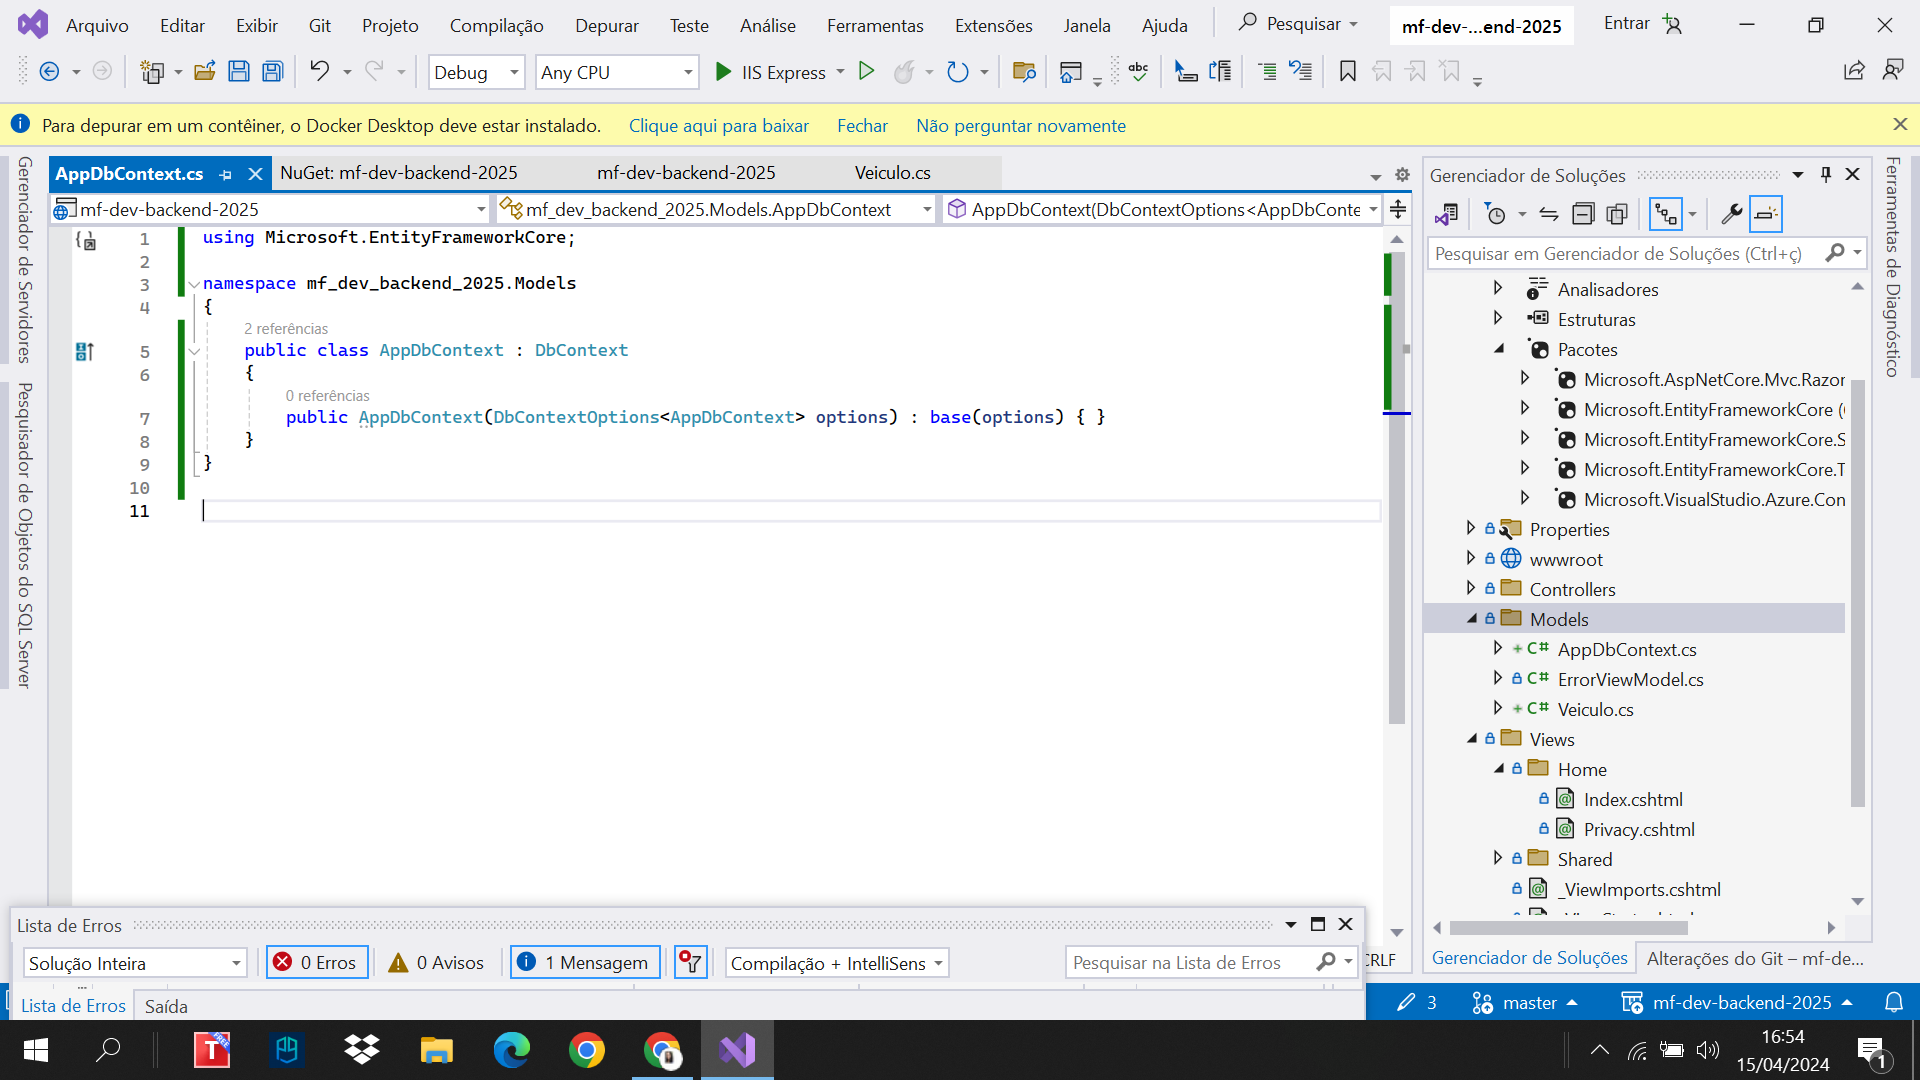 Arquivo Editar Exibir Git Projeto Compilação Depurar Teste Análise Ferramentas Extensões Janela Ajuda Pesquisar mf-dev-...end-2025 Entrar
Debug Any CPU IIS Express abc
Para depurar em um contêiner, o Docker Desktop deve estar instalado. Clique aqui para baixar Fechar Não perguntar novamente
Gerenciador de Servidores
Pesquisador de Objetos do SQL Server
AppDbContext.cs NuGet: mf-dev-backend-2025 mf-dev-backend-2025 Veiculo.cs
mf-dev-backend-2025 mf_dev_backend_2025.Models.AppDbContext AppDbContext(DbContextOptions<AppDbConte
1 using Microsoft.EntityFrameworkCore;
2
3 namespace mf_dev_backend_2025.Models
4 {
2 referências
5 public class AppDbContext : DbContext
6 {
0 referências
7 public AppDbContext(DbContextOptions<AppDbContext> options) : base(options) { }
8 }
9 }
10
11
Gerenciador de Soluções
Pesquisar em Gerenciador de Soluções (Ctrl+ç)
Analisadores
Estruturas
Pacotes
Microsoft.AspNetCore.Mvc.Razor
Microsoft.EntityFrameworkCore (
Microsoft.EntityFrameworkCore.S
Microsoft.EntityFrameworkCore.T
Microsoft.VisualStudio.Azure.Con
Properties
wwwroot
Controllers
Models
C# AppDbContext.cs
C# ErrorViewModel.cs
C# Veiculo.cs
Views
Home
Index.cshtml
Privacy.cshtml
Shared
_ViewImports.cshtml
Gerenciador de Soluções Alterações do Git – mf-de...
Ferramentas de Diagnóstico
Lista de Erros
Solução Inteira 0 Erros 0 Avisos 1 Mensagem Compilação + IntelliSens Pesquisar na Lista de Erros
CRLF
Lista de Erros Saída
3 master mf-dev-backend-2025
16:54
15/04/2024
1